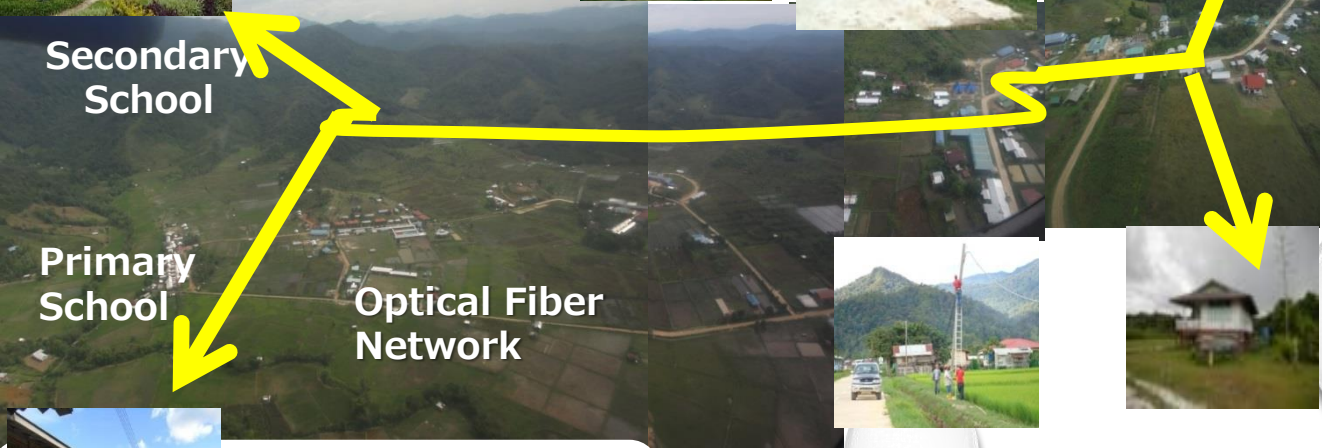 Secondary
School
Primary
School
Optical Fiber
Network